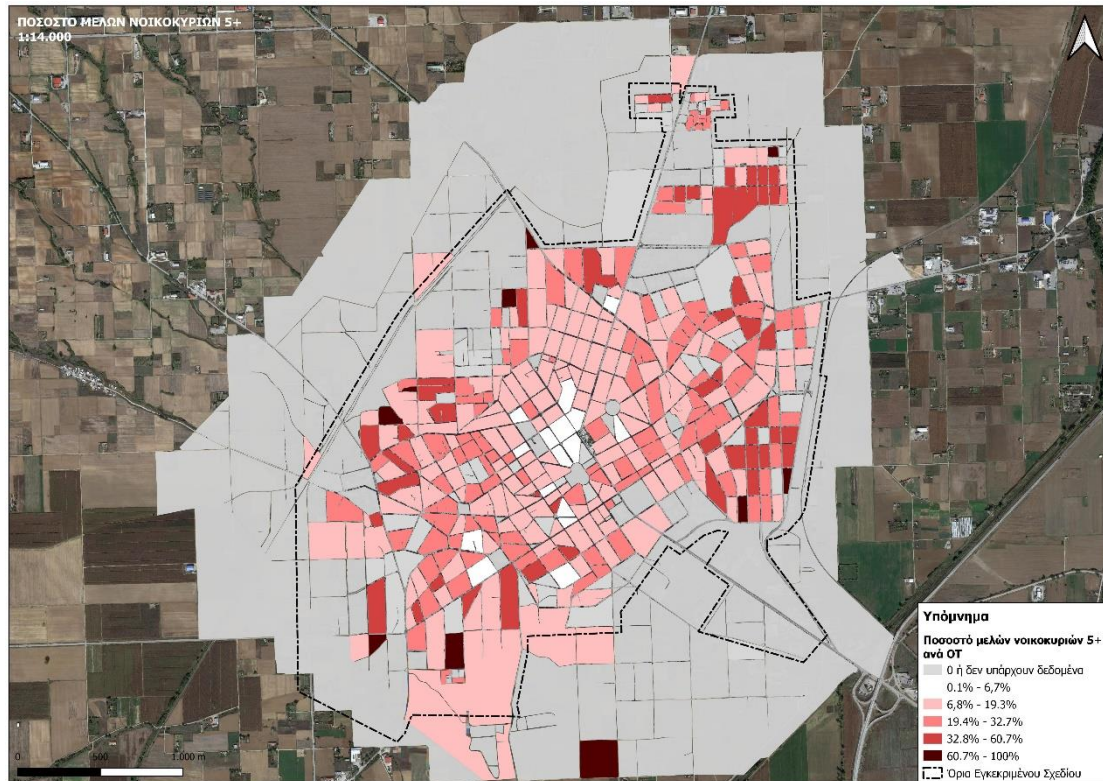 ΠΟΣΟΣΤΟ ΜΕΛΩΝ ΝΟΙΚΟΚΥΡΙΩΝ 5+
1:14.000
Υπόμνημα
Ποσοστό μελών νοικοκυριών 5+
ανά ΟΤ
0 ή δεν υπάρχουν δεδομένα
0.1% - 6,7%
6,8% - 19.3%
19.4% - 32.7%
32.8% - 60.7%
60.7% - 100%
Όρια Εγκεκριμένου Σχεδίου
0 500 1.000 m